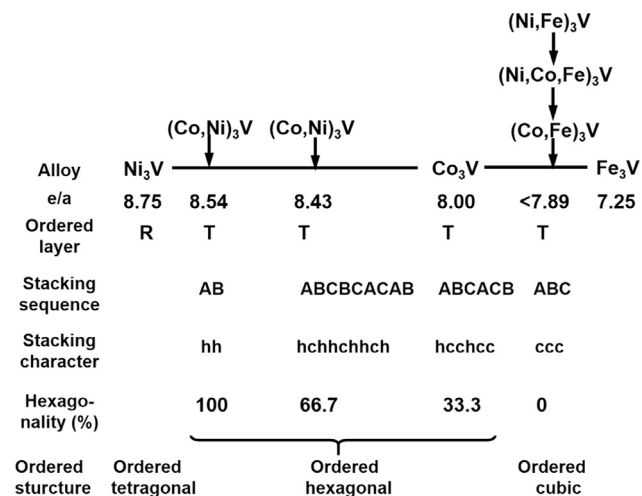 (Ni,Fe)₃V
(Ni,Co,Fe)₃V
(Co,Ni)₃V (Co,Ni)₃V (Co,Fe)₃V
Alloy Ni₃V Co₃V Fe₃V
e/a 8.75 8.54 8.43 8.00 <7.89 7.25
Ordered
layer R T T T T
Stacking
sequence AB ABCBCACAB ABCACB ABC
Stacking
character hh hchhchhch hcchcc ccc
Hexago-
nality (%) 100 66.7 33.3 0
Ordered Ordered Ordered Ordered
sturcture tetragonal hexagonal cubic